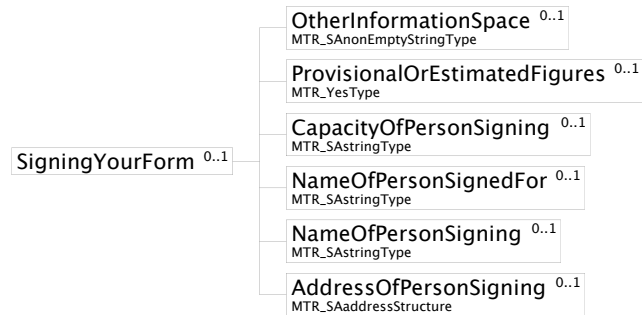 OtherInformationSpace 0..1
MTR_SAnonEmptyStringType
ProvisionalOrEstimatedFigures 0..1
MTR_YesType
CapacityOfPersonSigning 0..1
MTR_SAstringType
SigningYourForm 0..1
NameOfPersonSignedFor 0..1
MTR_SAstringType
NameOfPersonSigning 0..1
MTR_SAstringType
AddressOfPersonSigning 0..1
MTR_SAaddressStructure